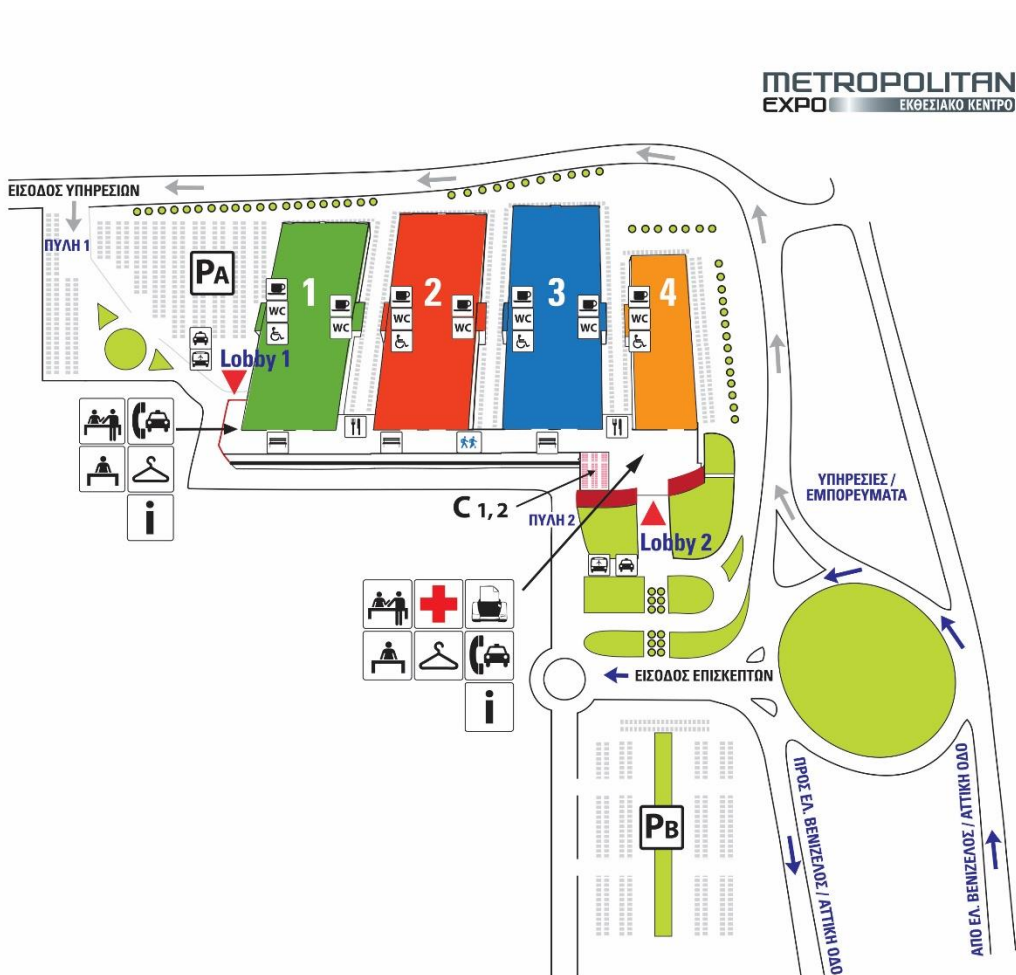 METROPOLITAN
EXPO ΕΚΘΕΣΙΑΚΟ ΚΕΝΤΡΟ
ΕΙΣΟΔΟΣ ΥΠΗΡΕΣΙΩΝ
ΠΥΛΗ 1
PA
1
2
3
4
WC
WC
WC
WC
WC
WC
WC
Lobby 1
i
C 1,2
ΠΥΛΗ 2
Lobby 2
ΥΠΗΡΕΣΙΕΣ /
ΕΜΠΟΡΕΥΜΑΤΑ
i
ΕΙΣΟΔΟΣ ΕΠΙΣΚΕΠΤΩΝ
PB
ΠΡΟΣ ΕΛ. ΒΕΝΙΖΕΛΟΣ / ΑΤΤΙΚΗ ΟΔΟ
ΑΠΟ ΕΛ. ΒΕΝΙΖΕΛΟΣ / ΑΤΤΙΚΗ ΟΔΟ